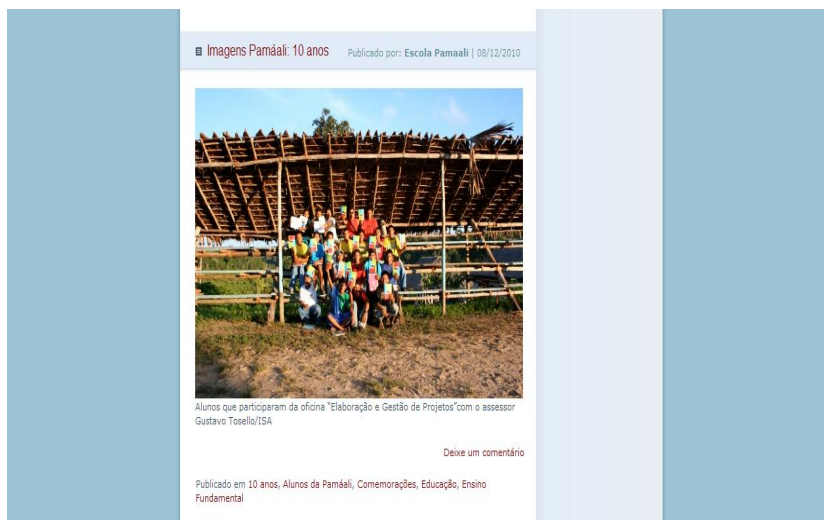 Imagens Pamáali: 10 anos Publicado por: Escola Pamaali | 08/12/2010
Alunos que participaram da oficina "Elaboração e Gestão de Projetos"com o assessor
Gustavo Tosello/ISA
Deixe um comentário
Publicado em 10 anos, Alunos da Pamáali, Comemorações, Educação, Ensino
Fundamental